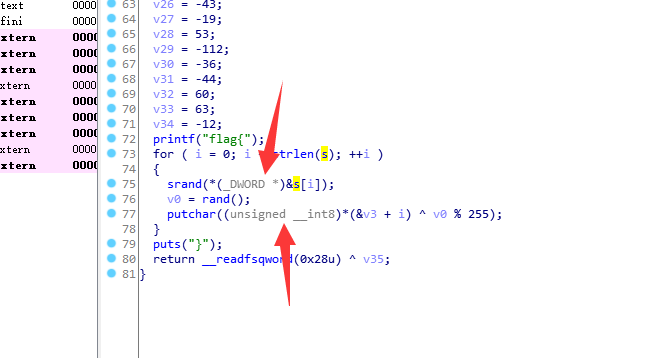 text
fini
xtern 0000
xtern 0000
xtern 0000
xtern 0000
xtern 0000
xtern 0000
xtern 0000
xtern 0000
xtern 0000
63 v26 = -43;
64 v27 = -19;
65 v28 = 53;
66 v29 = -112;
67 v30 = -36;
68 v31 = -44;
69 v32 = 60;
70 v33 = 63;
71 v34 = -12;
72 printf("flag{");
73 for ( i = 0; i trlen(s); ++i )
74 {
75 srand(*(_DWORD *)&s[i]);
76 v0 = rand();
77 putchar((unsigned __int8)*(&v3 + i) ^ v0 % 255);
78 }
79 puts("}");
80 return __readfsqword(0x28u) ^ v35;
81 }